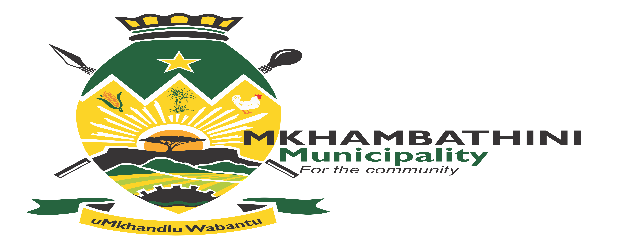 MKHAMBATHINI
Municipality
For the community
uMkhandlu Wabantu